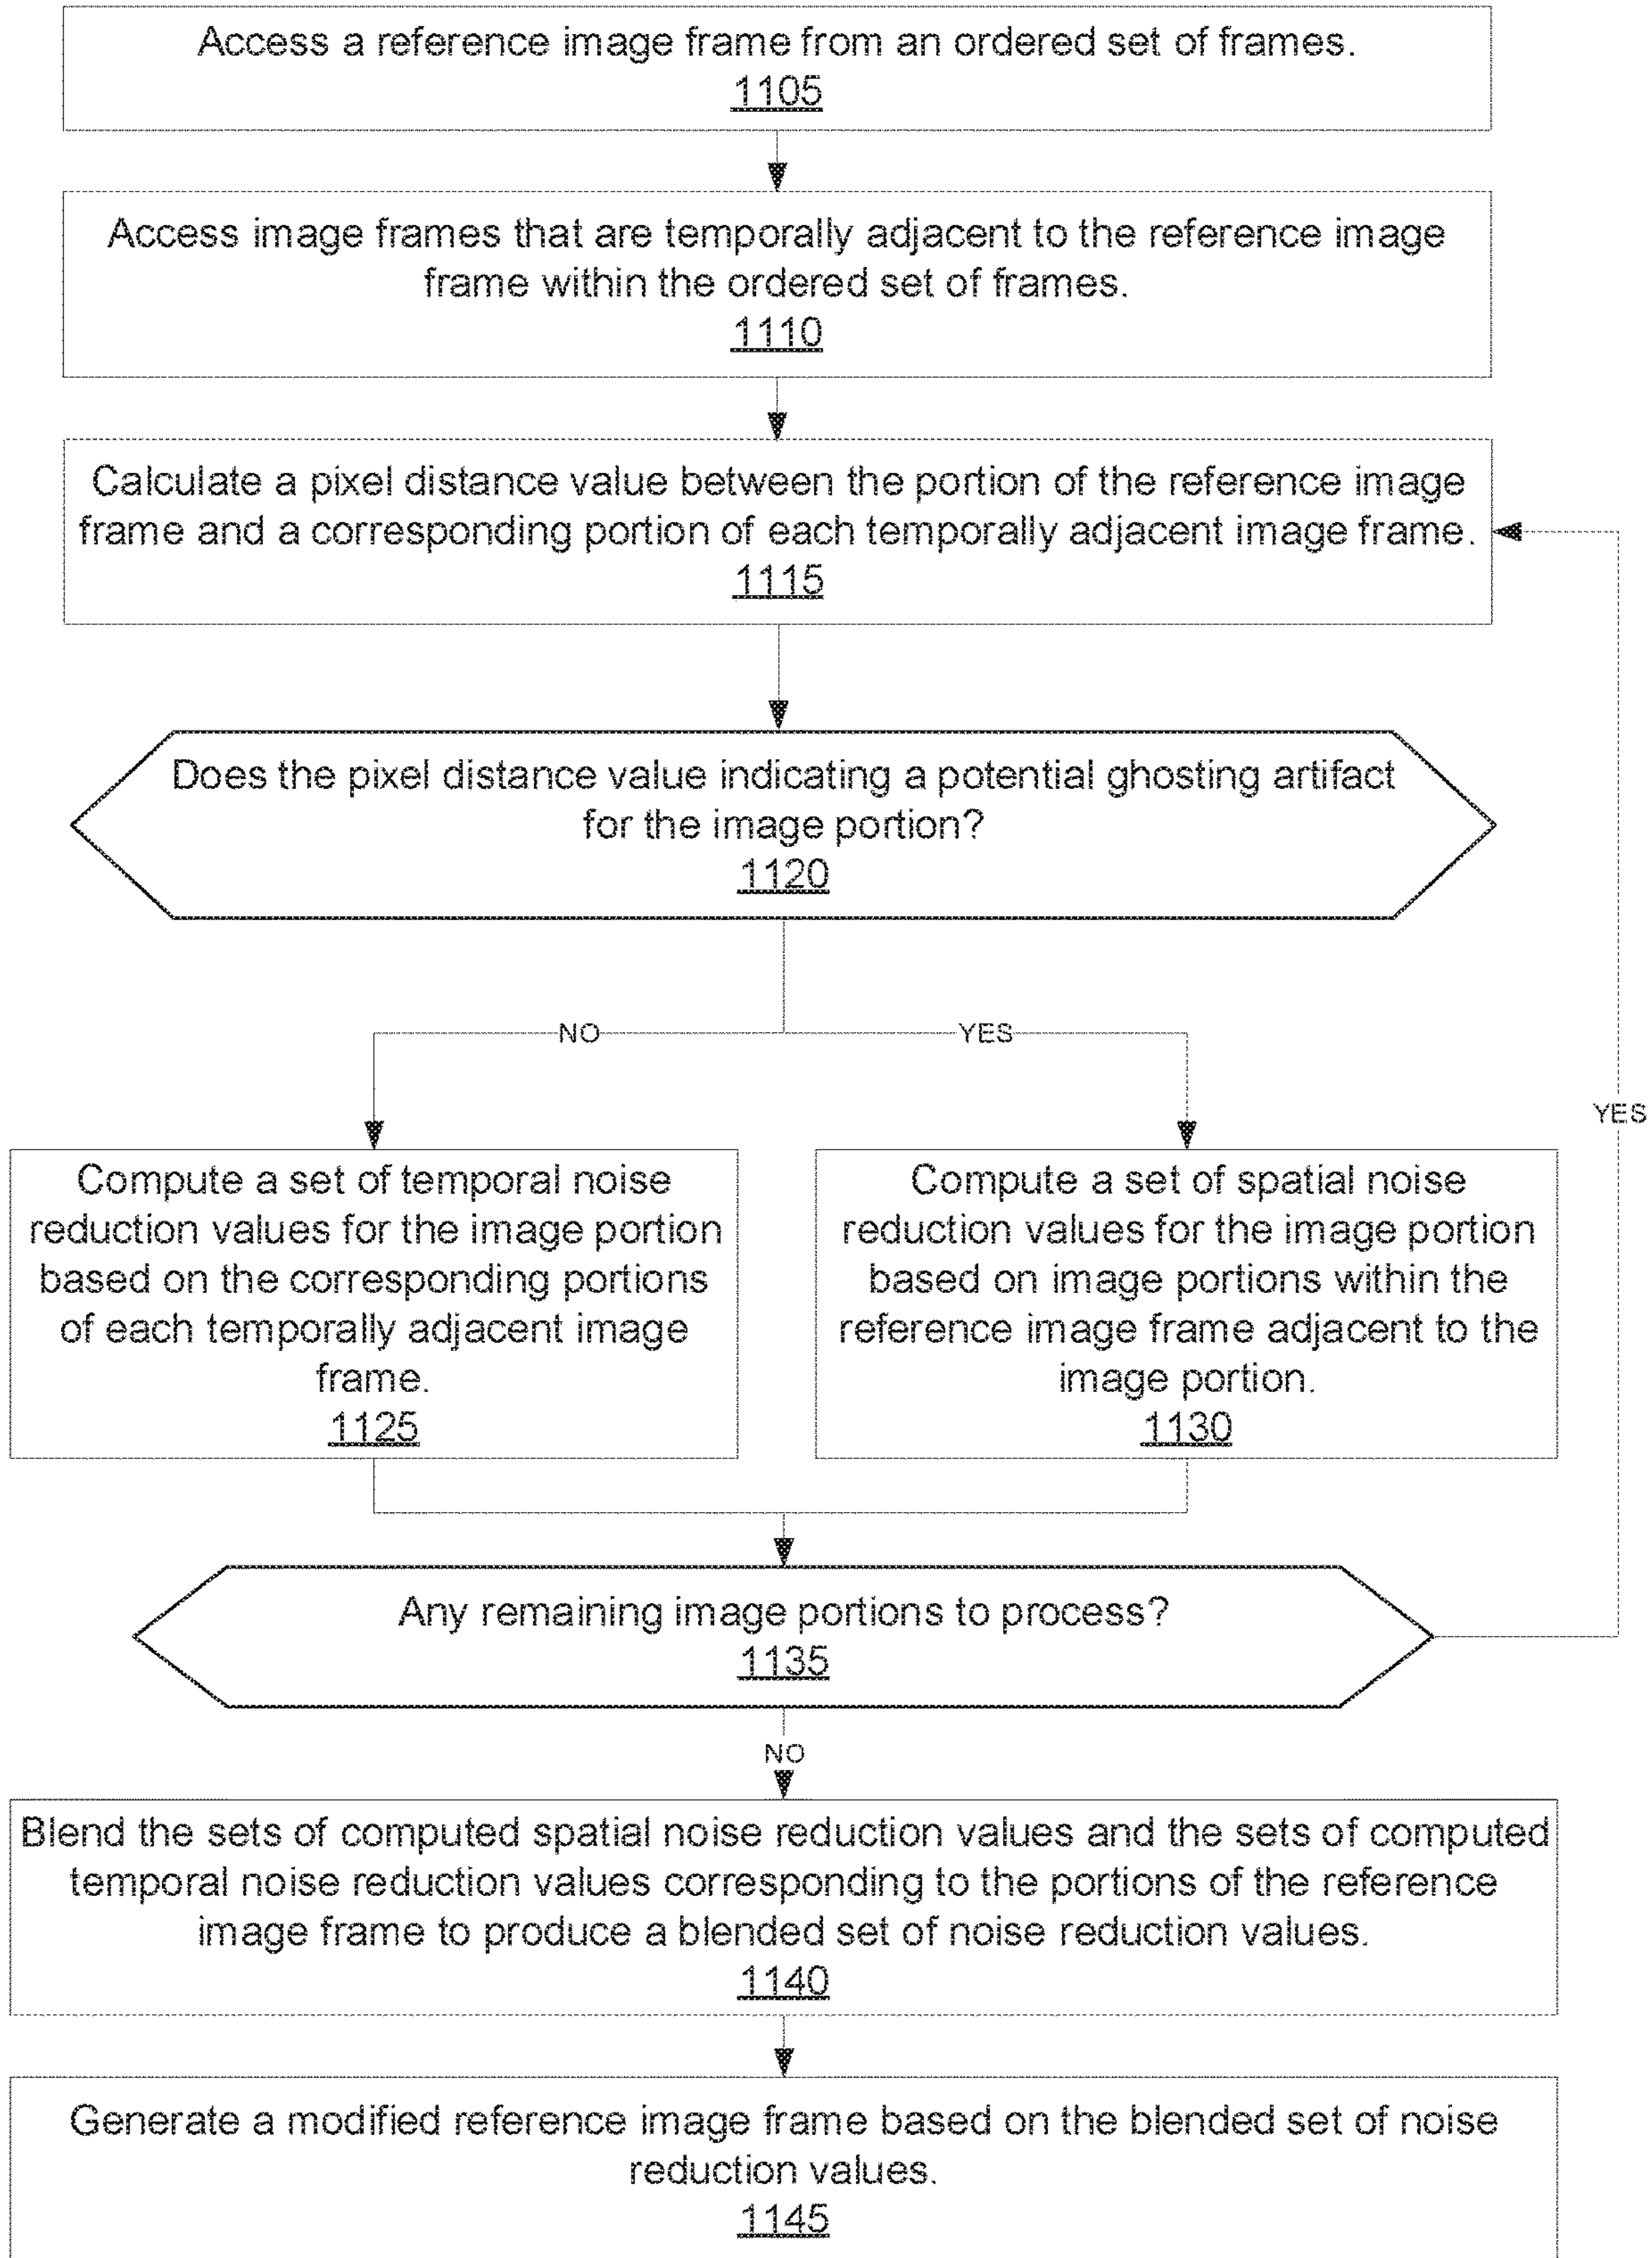 Access a reference image frame from an ordered set of frames.
1105
Access image frames that are temporally adjacent to the reference image
frame within the ordered set of frames.
1110
Calculate a pixel distance value between the portion of the reference image
frame and a corresponding portion of each temporally adjacent image frame.
1115
Does the pixel distance value indicating a potential ghosting artifact
for the image portion?
1120
NO
YES
YES
Compute a set of temporal noise
reduction values for the image portion
based on the corresponding portions
of each temporally adjacent image
frame.
1125
Compute a set of spatial noise
reduction values for the image portion
based on image portions within the
reference image frame adjacent to the
image portion.
1130
Any remaining image portions to process?
1135
NO
Blend the sets of computed spatial noise reduction values and the sets of computed
temporal noise reduction values corresponding to the portions of the reference
image frame to produce a blended set of noise reduction values.
1140
Generate a modified reference image frame based on the blended set of noise
reduction values.
1145